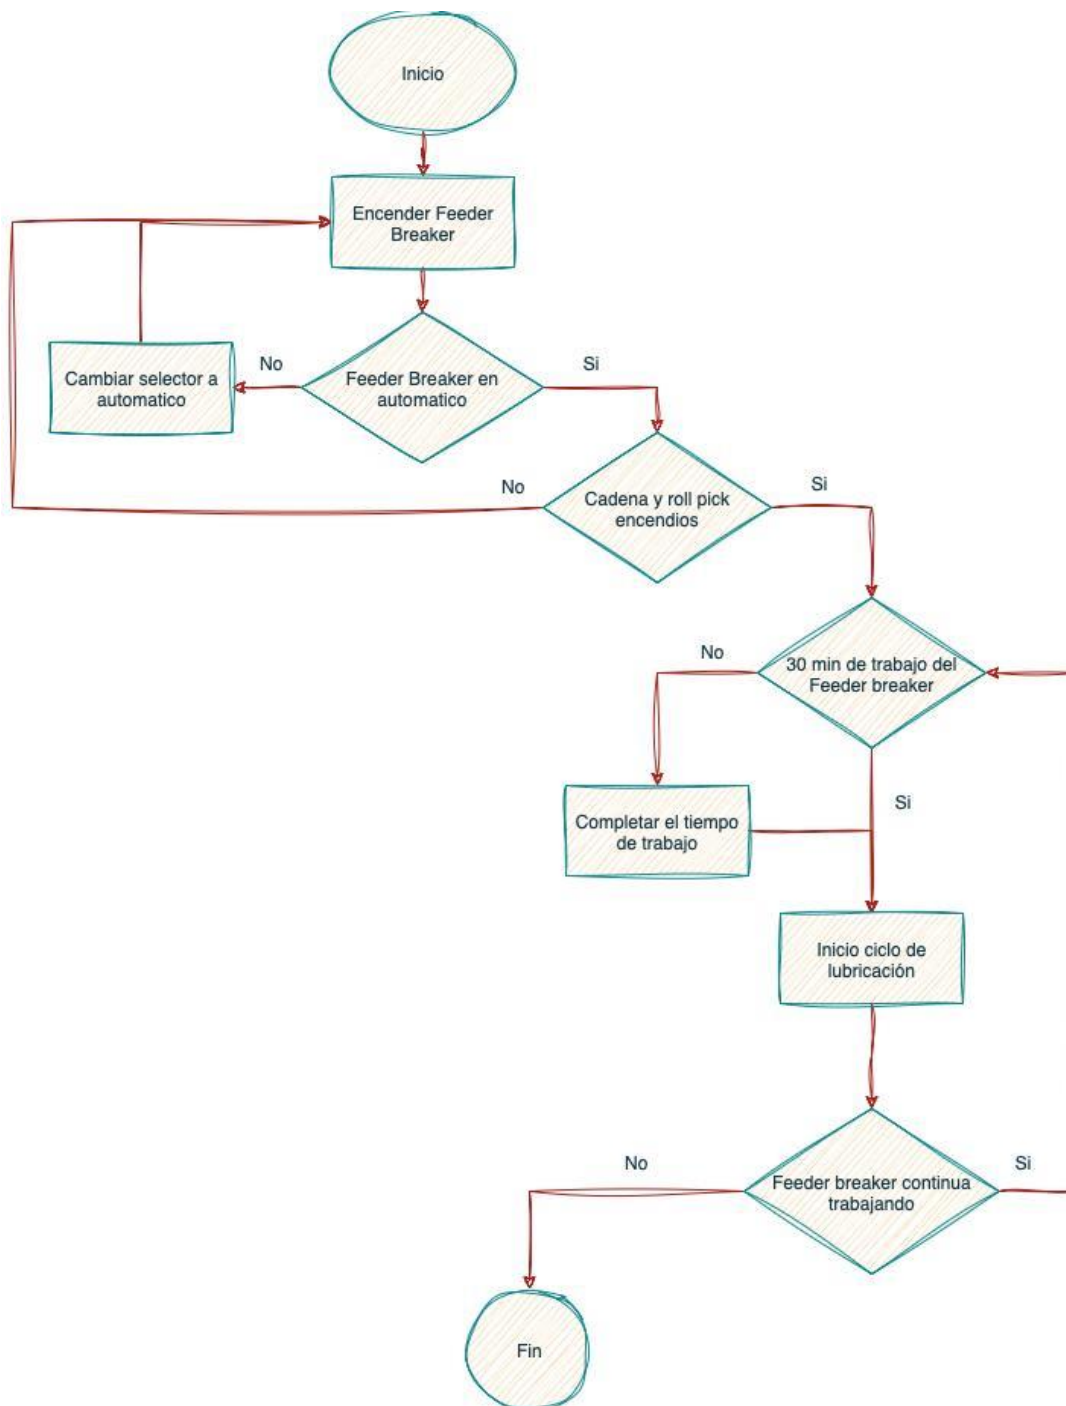 Inicio
Encender Feeder
Breaker
No
Si
Cambiar selector a
automatico
Feeder Breaker en
automatico
No
Si
Cadena y roll pick
encendios
No
30 min de trabajo del
Feeder breaker
Si
Completar el tiempo
de trabajo
Inicio ciclo de
lubricación
No
Si
Feeder breaker continua
trabajando
Fin